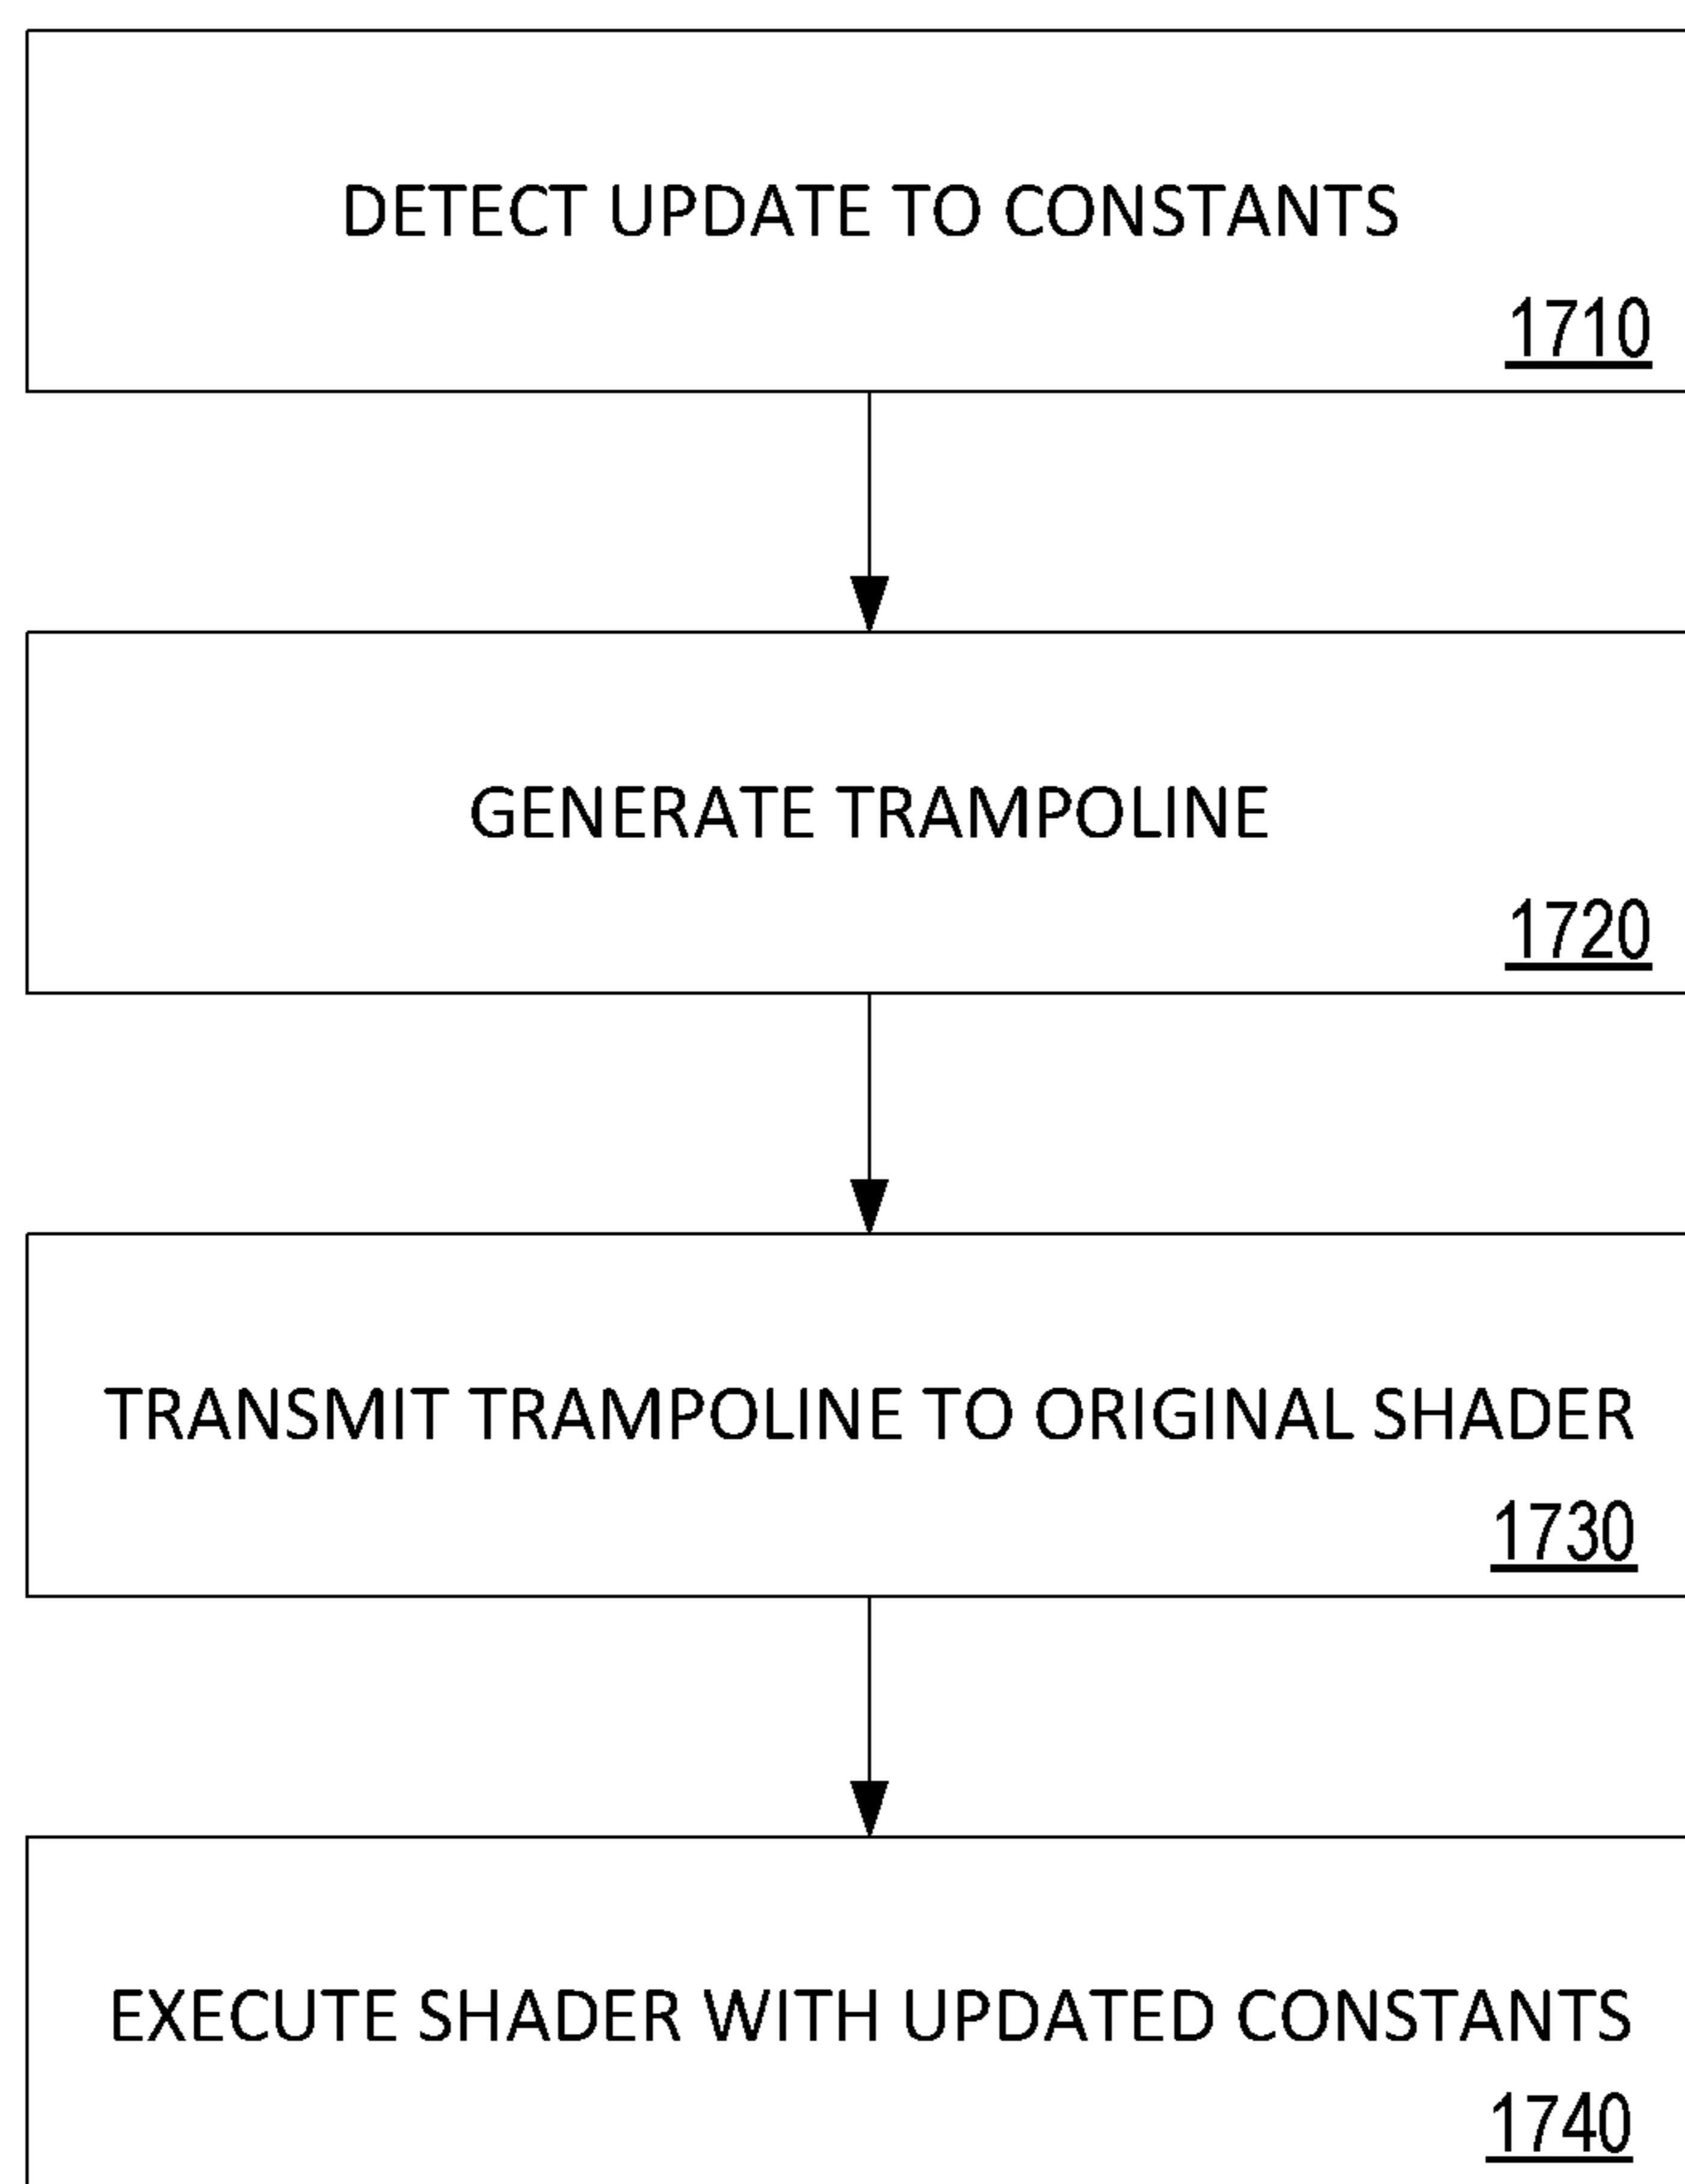 DETECT UPDATE TO CONSTANTS
1710
GENERATE TRAMPOLINE
1720
TRANSMIT TRAMPOLINE TO ORIGINAL SHADER
1730
EXECUTE SHADER WITH UPDATED CONSTANTS
1740